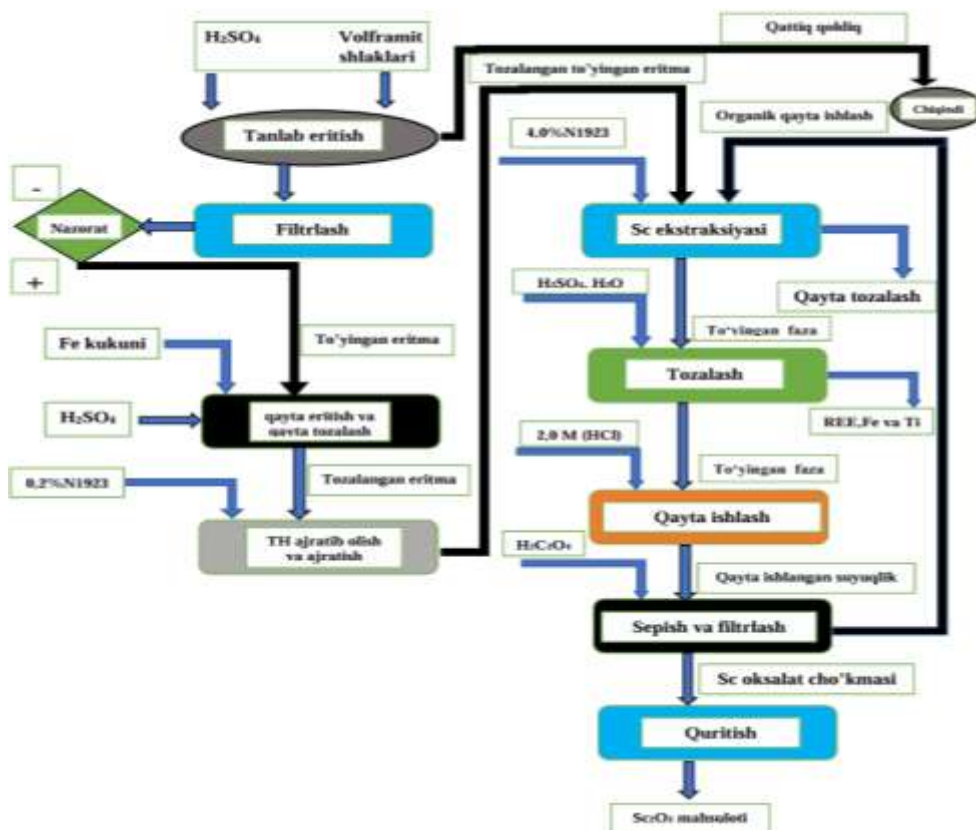 H₂SO₄
Volframit
shlaklari
Qattiq qoldiq
Tozalangan to'yingan eritma
Chiqindi
Organik qayta ishlash
Tanlab eritish
4,0%N1923
-
Nazorat
+
Filtrlash
Sc ekstraksiyasi
H₂SO₄, H₂O
Qayta tozalash
To'yingan eritma
To'yingan faza
Fe kukuni
Tozalash
H₂SO₄
qayta eritish va
qayta tozalash
REE,Fe va Ti
2,0 M (HCl)
0,2%N1923
Tozalangan eritma
To'yingan faza
Qayta ishlash
TH ajratib olish
va ajratish
H₂C₂O₄
Qayta ishlangan suyuqlik
Sepish va filtrlash
Sc oksalat cho'kmasi
Quritish
Sc₂O₃ mahsuloti